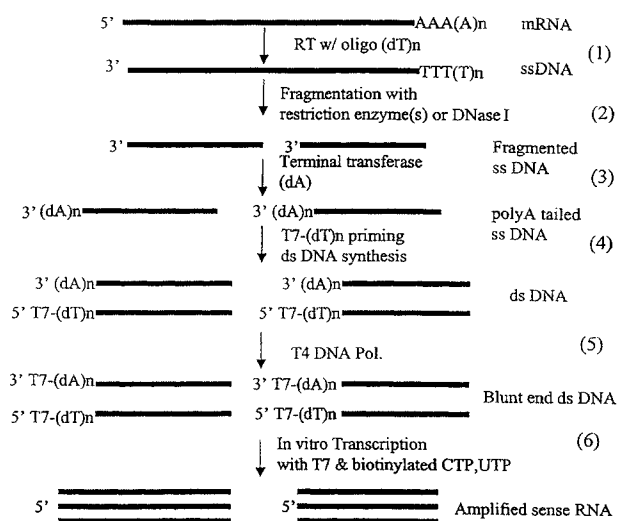 5' AAA(A)n mRNA
RT w/ oligo (dT)n (1)
3' TTT(T)n ssDNA
Fragmentation with
restriction enzyme(s) or DNase I (2)
3' 3' Fragmented
ss DNA
Terminal transferase
(dA) (3)
3' (dA)n 3' (dA)n polyA tailed
ss DNA
T7-(dT)n priming
ds DNA synthesis (4)
3' (dA)n 3' (dA)n ds DNA
5' T7-(dT)n 5' T7-(dT)n
T4 DNA Pol. (5)
3' T7-(dA)n 3' T7-(dA)n Blunt end ds DNA
5' T7-(dT)n 5' T7-(dT)n
In vitro Transcription
with T7 & biotinylated CTP,UTP (6)
5' 5' Amplified sense RNA